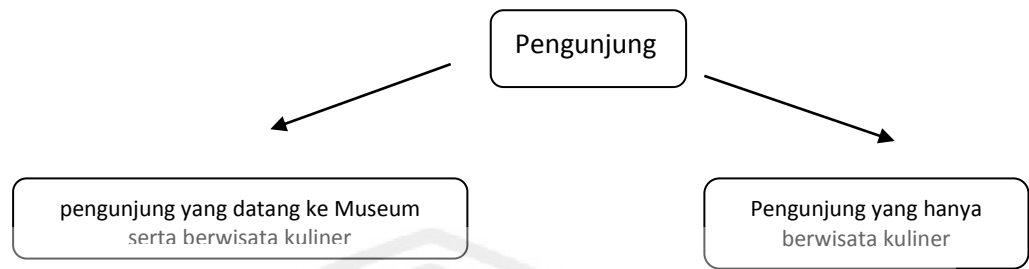 Pengunjung
pengunjung yang datang ke Museum
serta berwisata kuliner
Pengunjung yang hanya
berwisata kuliner